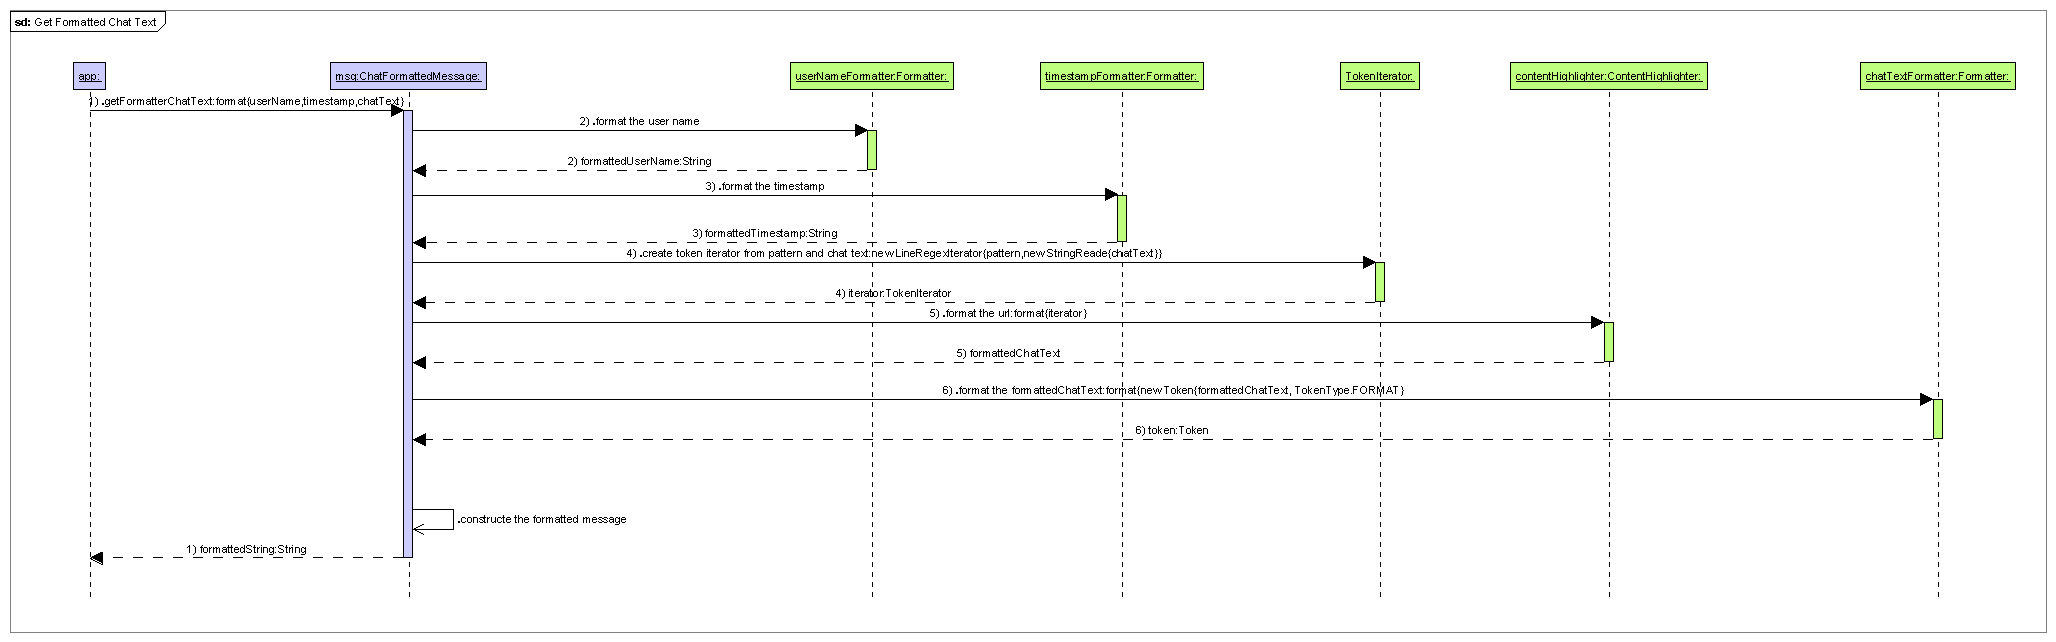 sd: Get Formatted Chat Text
app:
msg:ChatFormattedMessage:
userNameFormatter:Formatter:
timestampFormatter:Formatter:
TokenIterator:
contentHighlighter:ContentHighlighter:
chatTextFormatter:Formatter:
1) .getFormatterChatText:format{userName,timestamp,chatText}
2) .format the user name
2) formattedUserName:String
3) .format the timestamp
3) formattedTimestamp:String
4) .create token iterator from pattern and chat text:newLineRegexIterator{pattern,newStringReade{chatText}}
4) iterator:TokenIterator
5) .format the url:format{iterator}
5) formattedChatText
6) .format the formattedChatText:format{newToken{formattedChatText, TokenType.FORMAT}
6) token:Token
.constructe the formatted message
1) formattedString:String